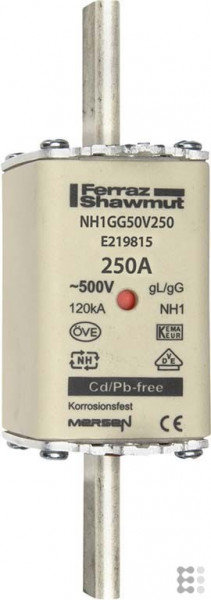 Ferraz
Shawmut
NH1GG50V250
E219815
250A
~500V gL/gG
120kA NH1
ÖVE KEMA
KEUR
NH VDE
Cd/Pb-free
Korrosionsfest
MERSEN CE